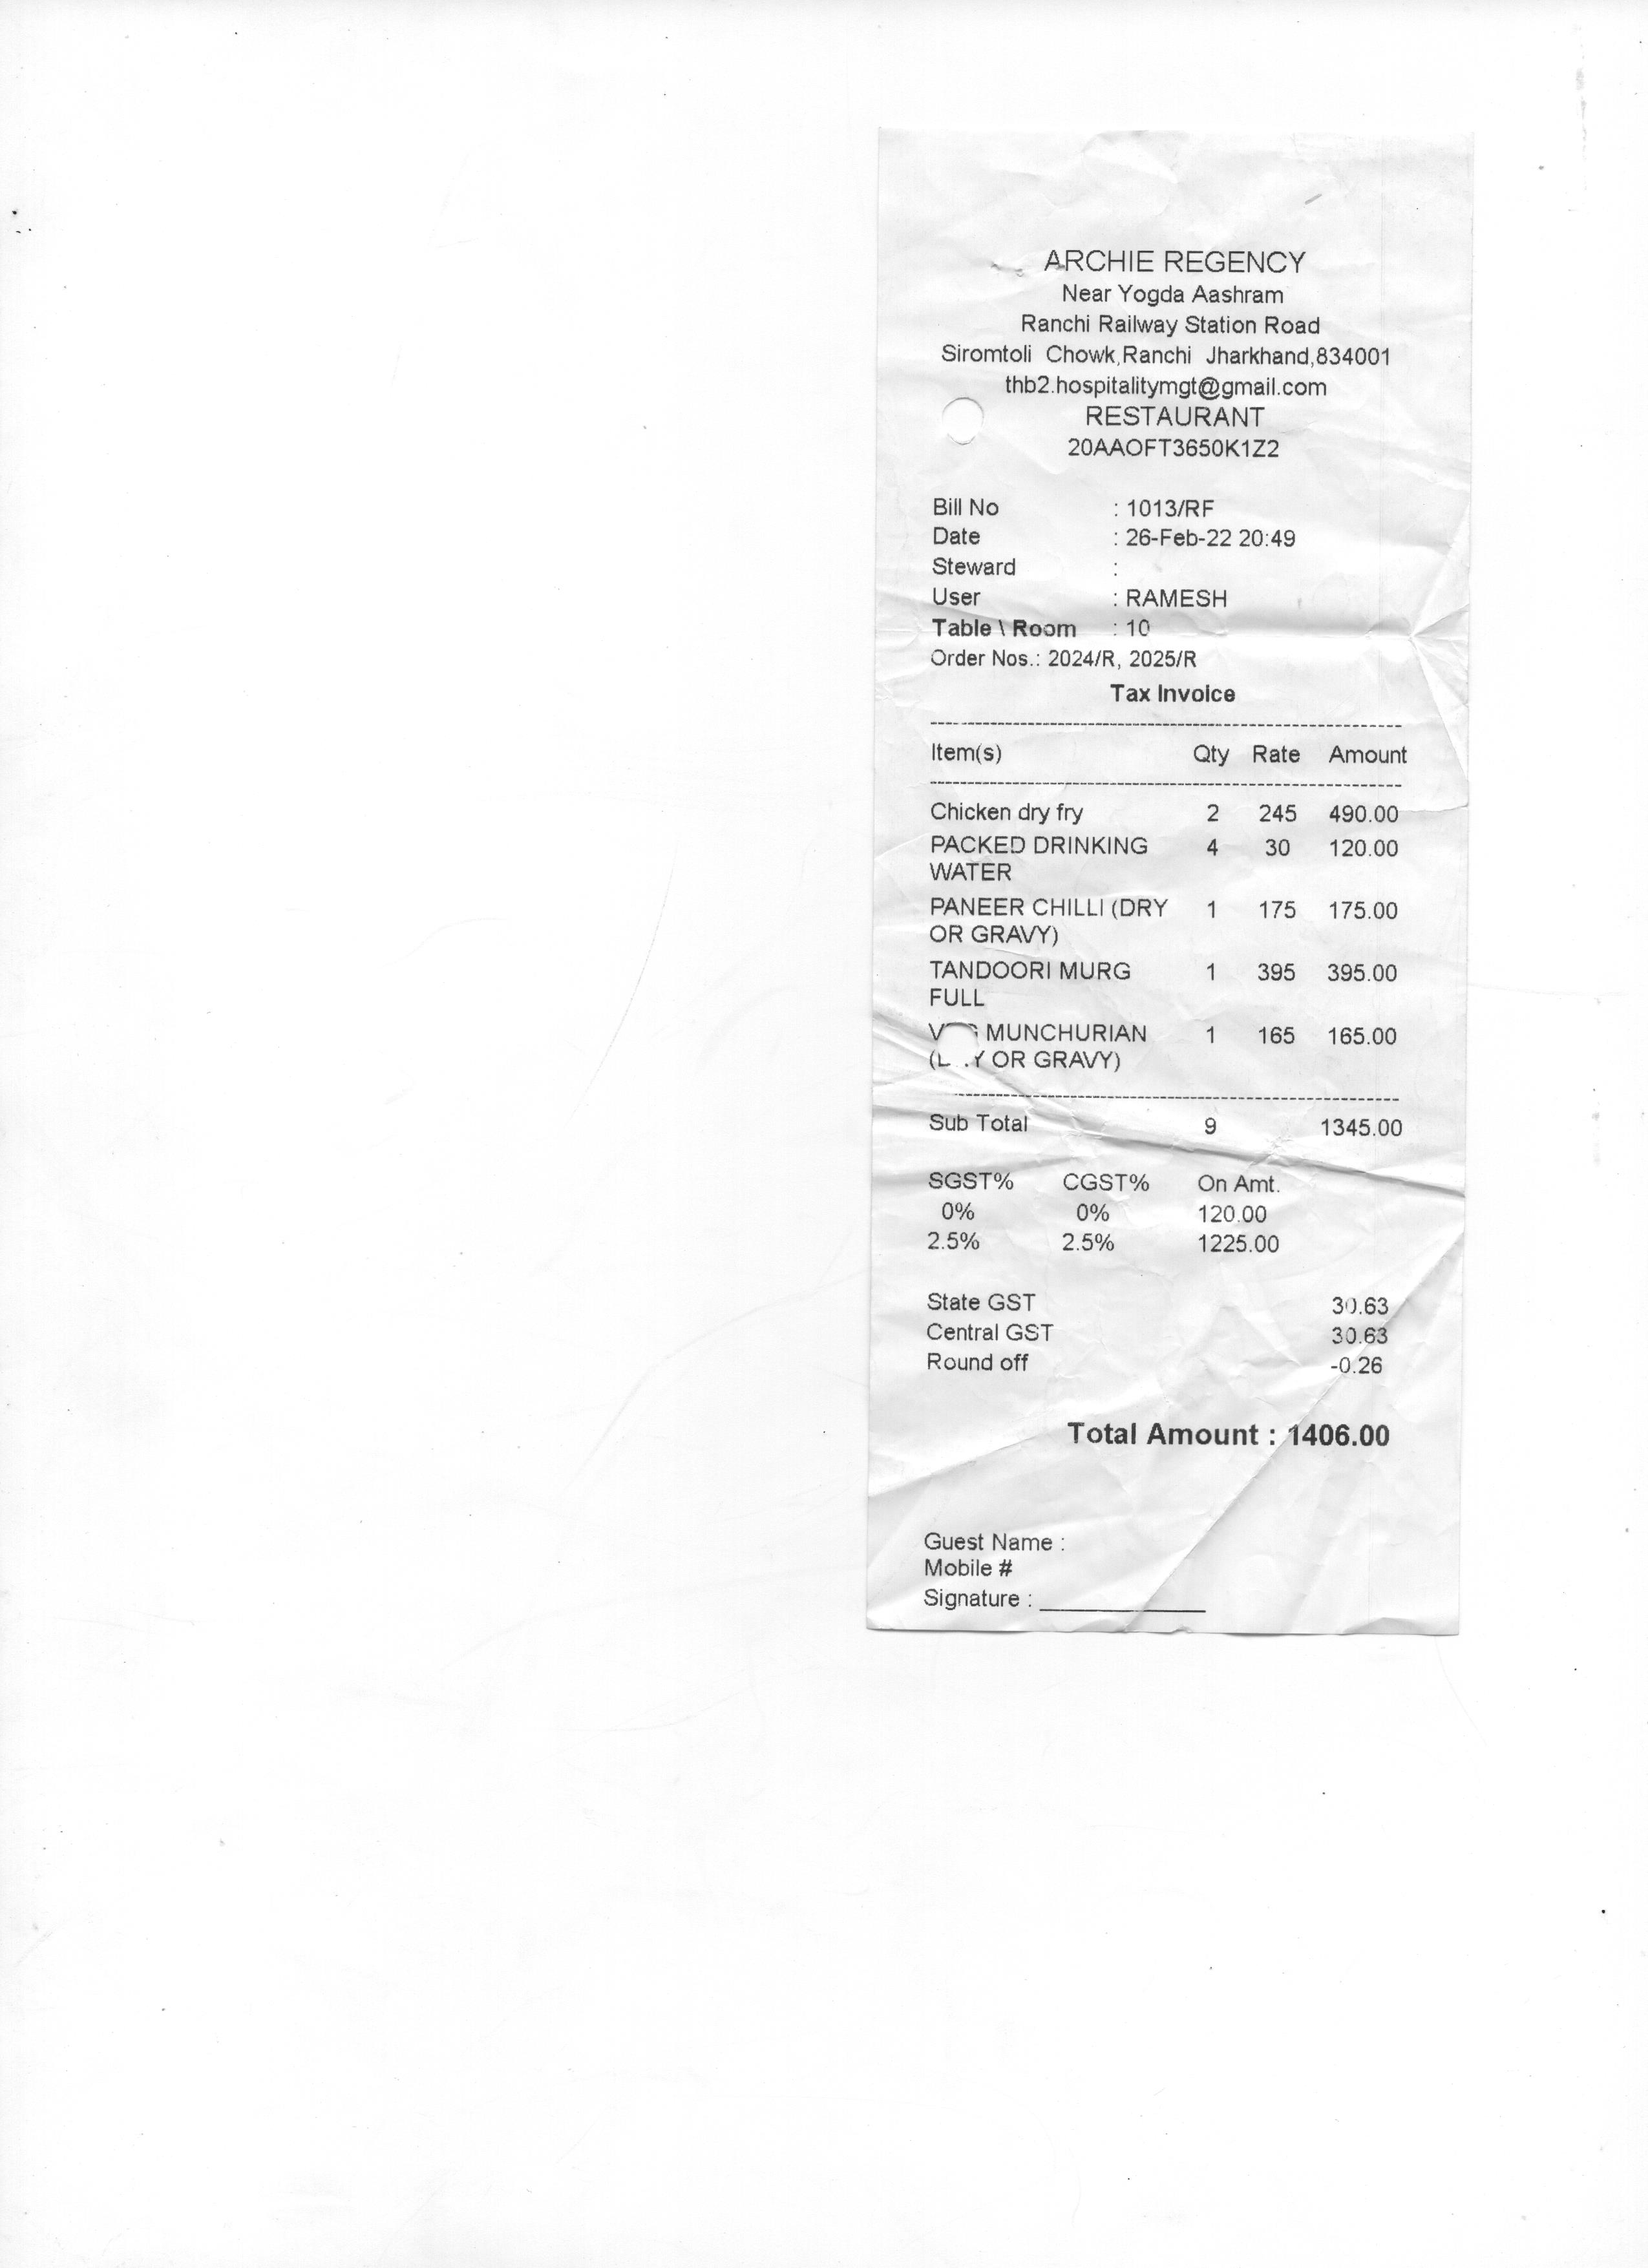 ARCHIE REGENCY
Near Yogda Aashram
Ranchi Railway Station Road
Siromtoli Chowk,Ranchi Jharkhand,834001
thb2.hospitalitymgt@gmail.com
RESTAURANT
20AAOFT3650K1Z2
Bill No : 1013/RF
Date : 26-Feb-22 20:49
Steward :
User : RAMESH
Table \ Room : 10
Order Nos.: 2024/R, 2025/R
Tax Invoice
Item(s) Qty Rate Amount
Chicken dry fry 2 245 490.00
PACKED DRINKING 4 30 120.00
WATER
PANEER CHILLI (DRY 1 175 175.00
OR GRAVY)
TANDOORI MURG 1 395 395.00
FULL
MUNCHURIAN 1 165 165.00
OR GRAVY)
Sub Total 9 1345.00
SGST% CGST% On Amt.
0% 0% 120.00
2.5% 2.5% 1225.00
State GST 30.63
Central GST 30.63
Round off -0.26
Total Amount : 1406.00
Guest Name :
Mobile #
Signature :